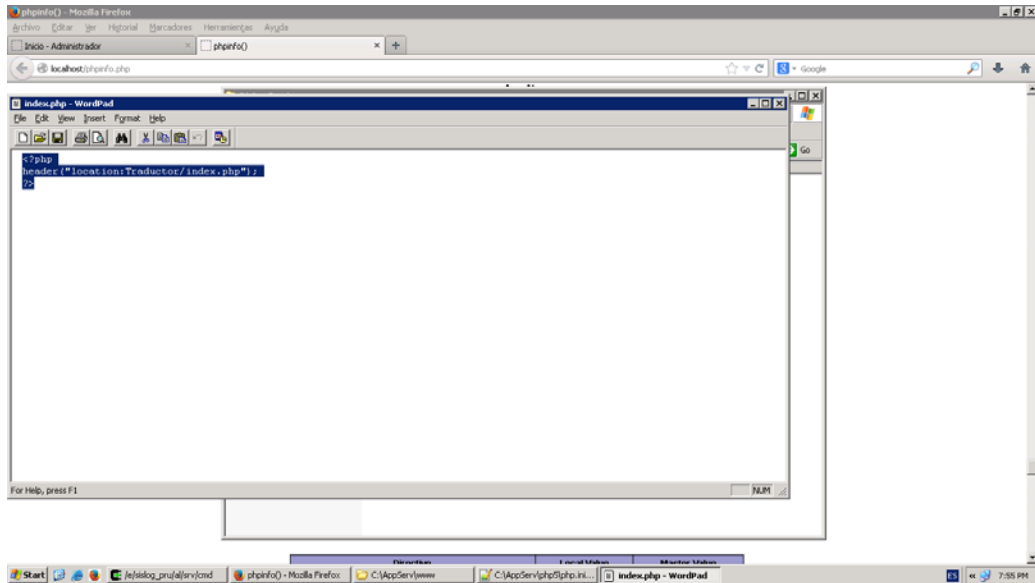 phpinfo() - Mozilla Firefox
Archivo Editar Ver Historial Marcadores Herramientas Ayuda
Inicio - Administrador
phpinfo()
localhost/phpinfo.php
Google
index.php - WordPad
File Edit View Insert Format Help
Go
<?php
header("location:Traductor/index.php");
?>
For Help, press F1
NUM
Directive Local Value Master Value
Start
/e/sislog_pru/al/srv/cmd
phpinfo() - Mozilla Firefox
C:\AppServ\www
C:\AppServ\php5\php.ini...
index.php - WordPad
ES
7:55 PM